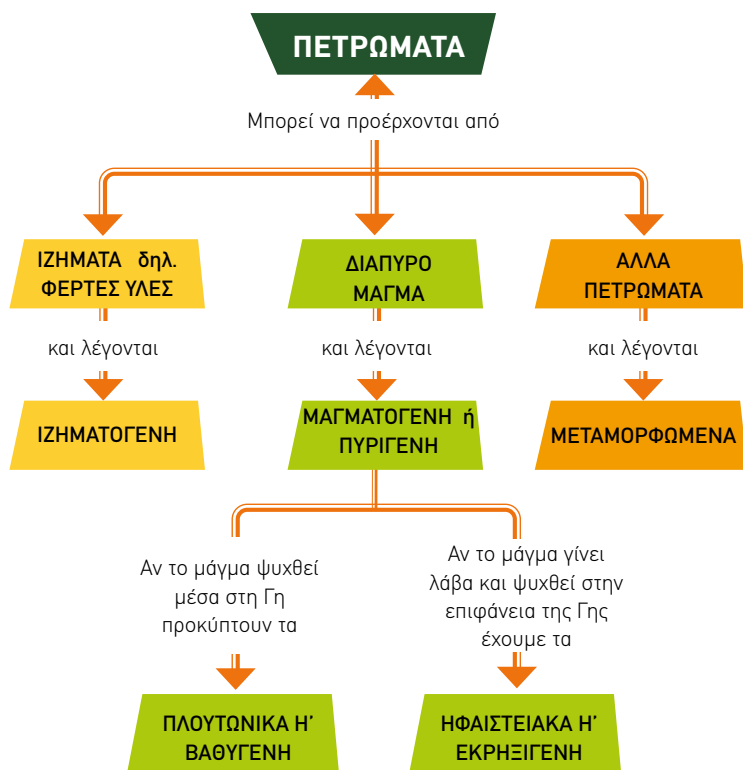 ΠΕΤΡΩΜΑΤΑ
Μπορεί να προέρχονται από
ΙΖΗΜΑΤΑ δηλ.
ΦΕΡΤΕΣ ΥΛΕΣ
ΔΙΑΠΥΡΟ
ΜΑΓΜΑ
ΑΛΛΑ
ΠΕΤΡΩΜΑΤΑ
και λέγονται
και λέγονται
και λέγονται
ΙΖΗΜΑΤΟΓΕΝΗ
ΜΑΓΜΑΤΟΓΕΝΗ ή
ΠΥΡΙΓΕΝΗ
ΜΕΤΑΜΟΡΦΩΜΕΝΑ
Αν το μάγμα ψυχθεί
μέσα στη Γη
προκύπτουν τα
Αν το μάγμα γίνει
λάβα και ψυχθεί στην
επιφάνεια της Γης
έχουμε τα
ΠΛΟΥΤΩΝΙΚΑ Η’
ΒΑΘΥΓΕΝΗ
ΗΦΑΙΣΤΕΙΑΚΑ Η’
ΕΚΡΗΞΙΓΕΝΗ